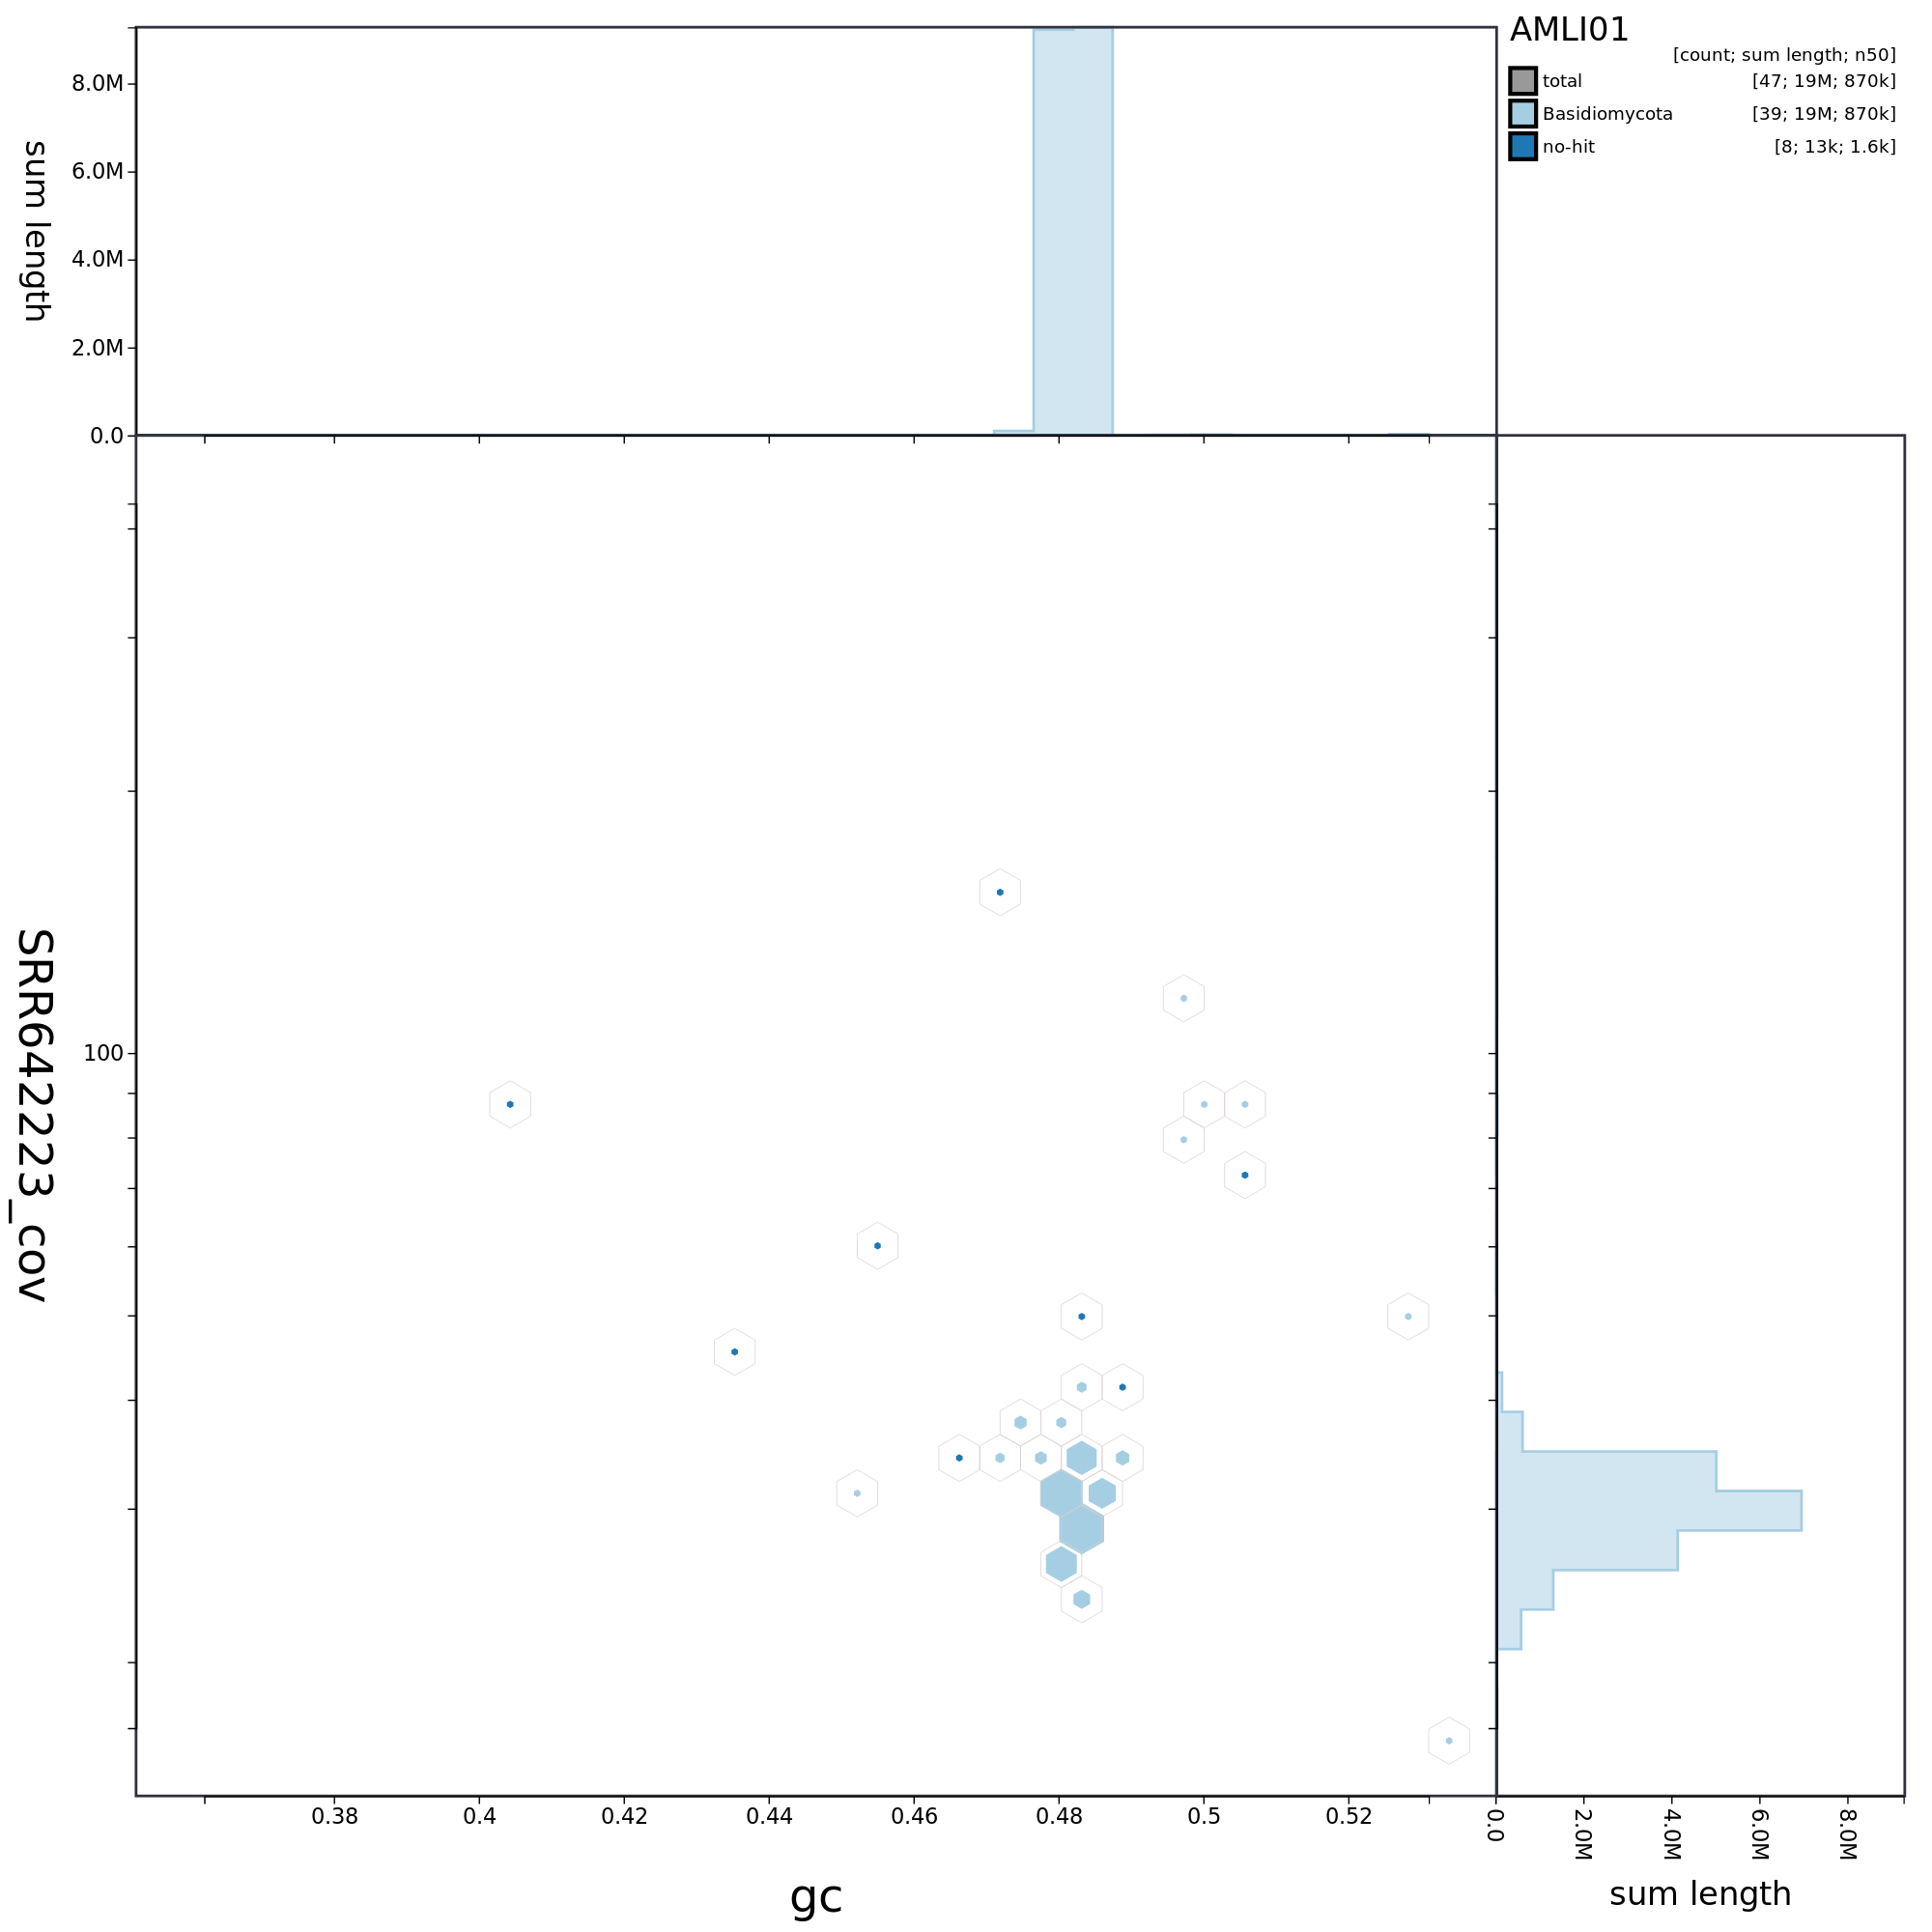 AMLI01
[count; sum length; n50]
total [47; 19M; 870k]
Basidiomycota [39; 19M; 870k]
no-hit [8; 13k; 1.6k]
sum length
8.0M
6.0M
4.0M
2.0M
0.0
SRR64223_cov
100
0.38 0.4 0.42 0.44 0.46 0.48 0.5 0.52
gc
0.0 2.0M 4.0M 6.0M 8.0M
sum length